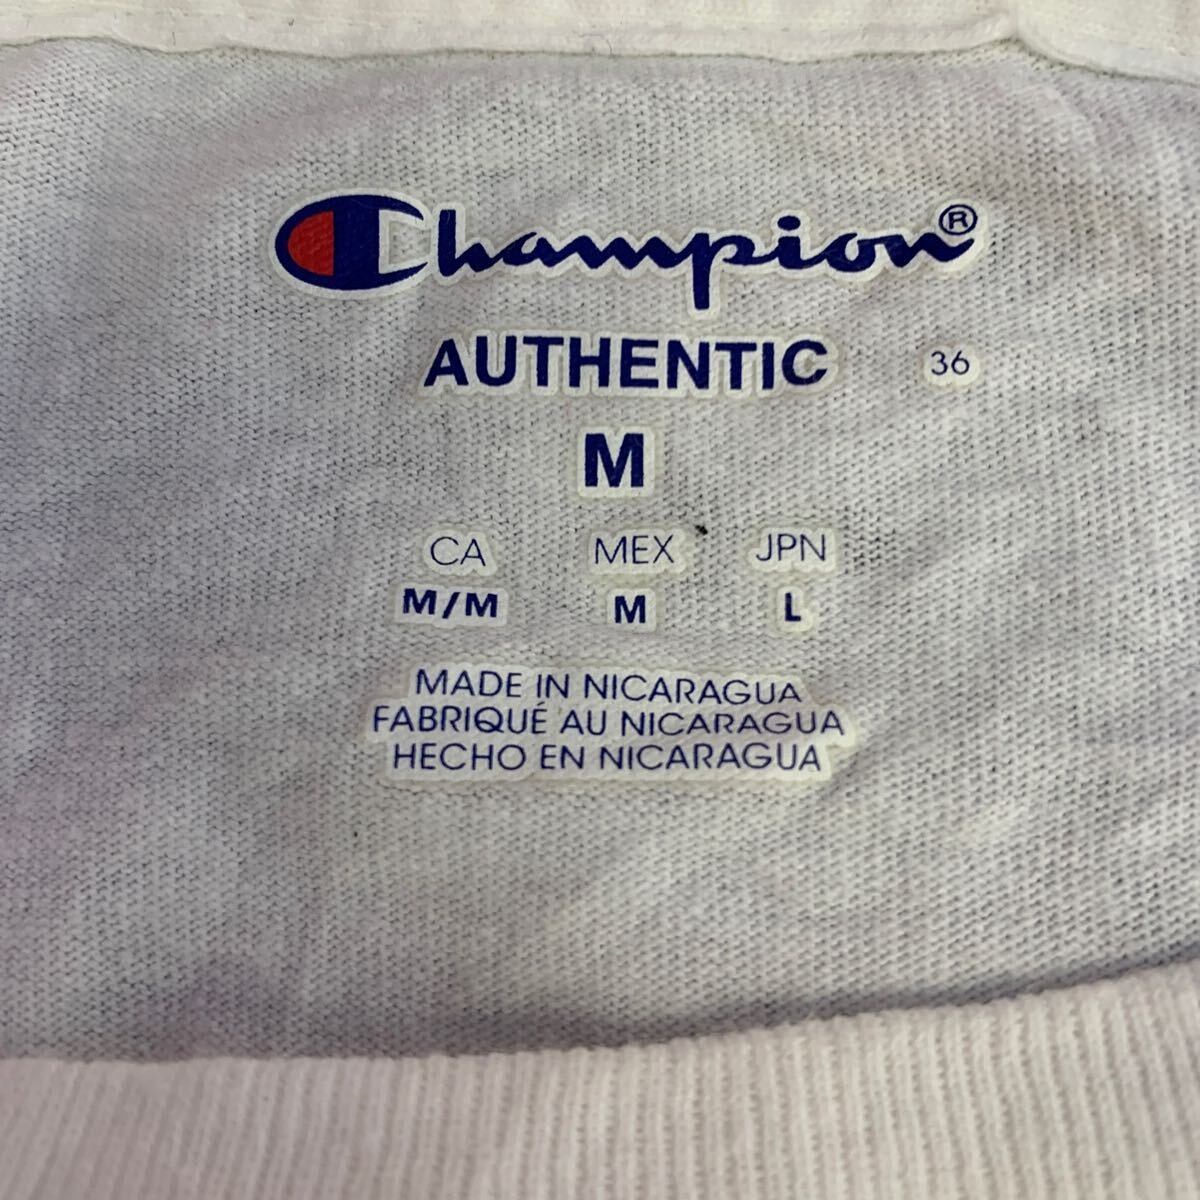 Champion®
AUTHENTIC 36
M
CA MEX JPN
M/M M L
MADE IN NICARAGUA
FABRIQUÉ AU NICARAGUA
HECHO EN NICARAGUA